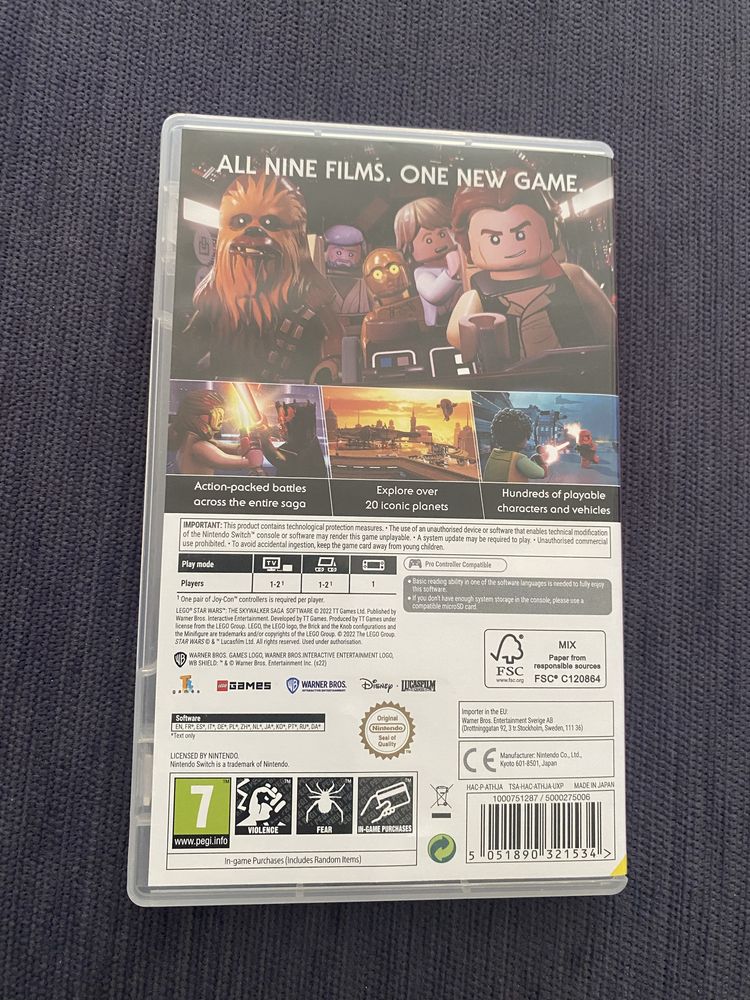 ALL NINE FILMS. ONE NEW GAME.
Action-packed battles
across the entire saga
Explore over
20 iconic planets
Hundreds of playable
characters and vehicles
IMPORTANT: This product contains technological protection measures. • The use of an unauthorised device or software that enables technical modification
of the Nintendo Switch™ console or software may render this game unplayable. • A system update may be required to play. • Unauthorised commercial
use prohibited. • To avoid accidental ingestion, keep the game card away from young children.
Play mode
TV
Players
1-2¹
1-2¹
1
Pro Controller Compatible
• Basic reading ability in one of the software languages is needed to fully enjoy
this software.
• If you don't have enough system storage in the console, please use a
compatible microSD card.
¹ One pair of Joy-Con™ controllers is required per player.
LEGO® STAR WARS™: THE SKYWALKER SAGA SOFTWARE © 2022 TT Games Ltd. Published by
Warner Bros. Interactive Entertainment. Developed by TT Games. Produced by TT Games under
license from the LEGO Group. LEGO, the LEGO logo, the Brick and the Knob configurations and
the Minifigure are trademarks and/or copyrights of the LEGO Group. © 2022 The LEGO Group.
STAR WARS © & ™ Lucasfilm Ltd. All rights reserved. Used under authorisation.
WB
WARNER BROS. GAMES LOGO, WARNER BROS.INTERACTIVE ENTERTAINMENT LOGO,
WB SHIELD: ™ & © Warner Bros. Entertainment Inc. (s22)
FSC
www.fsc.org
MIX
Paper from
responsible sources
FSC® C120864
TT games
LEGO GAMES
WB WARNER BROS.
INTERACTIVE ENTERTAINMENT
Disney • LUCASFILM
Software
EN, FR*, ES*, IT*, DE*, PL*, ZH*, NL*, JA*, KO*, PT*, RU*, DA*
*Text only
Original
Nintendo
Seal of
Quality
Importer in the EU:
Warner Bros. Entertainment Sverige AB
(Drottninggatan 92, 3 tr.Stockholm, Sweden, 111 36)
CE
Manufacturer: Nintendo Co., Ltd.,
Kyoto 601-8501, Japan
LICENSED BY NINTENDO.
Nintendo Switch is a trademark of Nintendo.
HAC-P-ATHJA TSA-HAC-ATHJA-UXP MADE IN JAPAN
1000751287 / 5000275006
7
www.pegi.info
VIOLENCE
FEAR
IN-GAME PURCHASES
In-game Purchases (Includes Random Items)
5 051890 321534 >